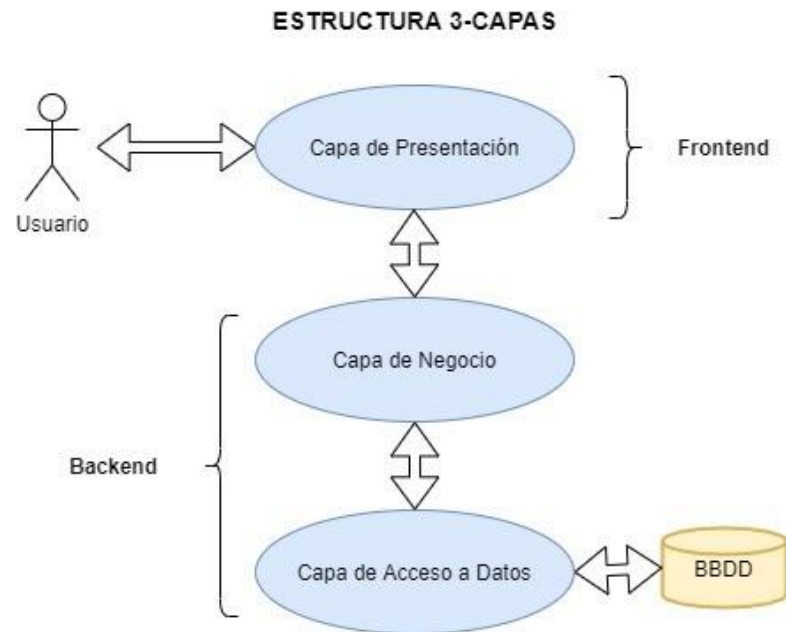 ESTRUCTURA 3-CAPAS
Capa de Presentación
Frontend
Usuario
Capa de Negocio
Backend
Capa de Acceso a Datos
BBDD